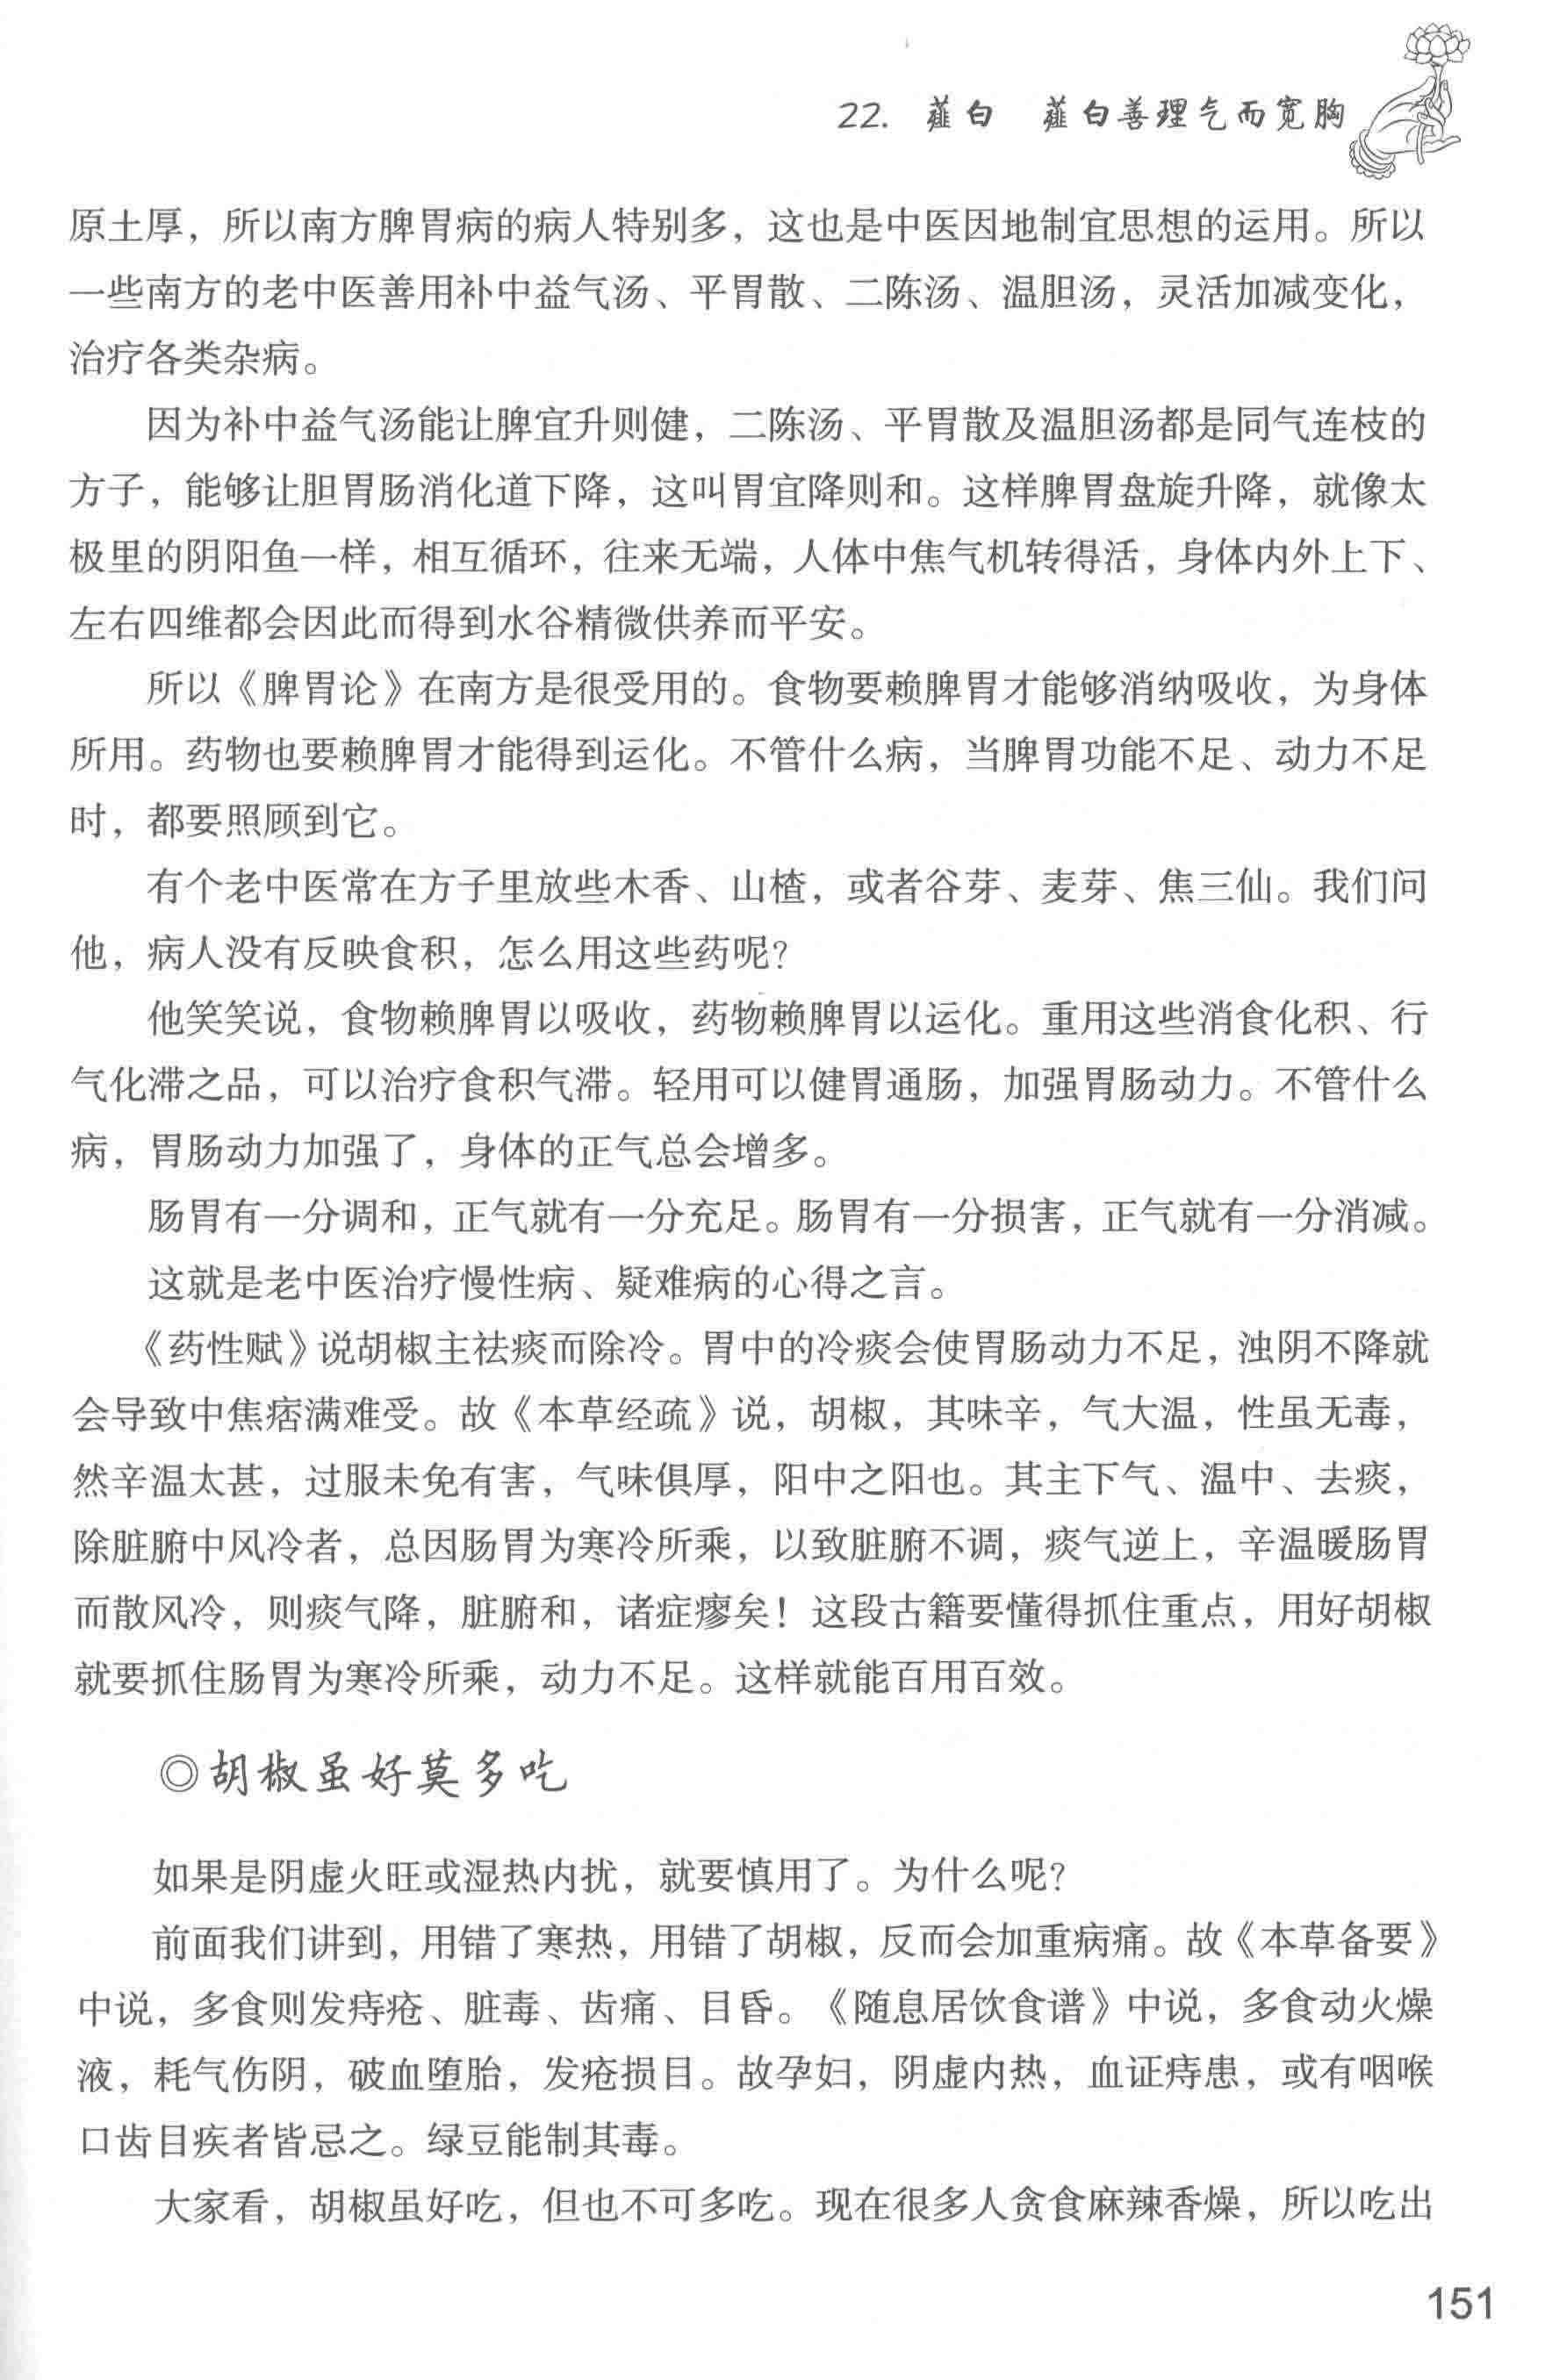 22. 薤白 薤白善理气而宽胸
原土厚，所以南方脾胃病的病人特别多，这也是中医因地制宜思想的运用。所以
一些南方的老中医善用补中益气汤、平胃散、二陈汤、温胆汤，灵活加减变化，
治疗各类杂病。
因为补中益气汤能让脾宜升则健，二陈汤、平胃散及温胆汤都是同气连枝的
方子，能够让胆胃肠消化道下降，这叫胃宜降则和。这样脾胃盘旋升降，就像太
极里的阴阳鱼一样，相互循环，往来无端，人体中焦气机转得活，身体内外上下、
左右四维都会因此而得到水谷精微供养而平安。
所以《脾胃论》在南方是很受用的。食物要赖脾胃才能够消纳吸收，为身体
所用。药物也要赖脾胃才能得到运化。不管什么病，当脾胃功能不足、动力不足
时，都要照顾到它。
有个老中医常在方子里放些木香、山楂，或者谷芽、麦芽、焦三仙。我们问
他，病人没有反映食积，怎么用这些药呢？
他笑笑说，食物赖脾胃以吸收，药物赖脾胃以运化。重用这些消食化积、行
气化滞之品，可以治疗食积气滞。轻用可以健胃通肠，加强胃肠动力。不管什么
病，胃肠动力加强了，身体的正气总会增多。
肠胃有一分调和，正气就有一分充足。肠胃有一分损害，正气就有一分消减。
这就是老中医治疗慢性病、疑难病的心得之言。
《药性赋》说胡椒主祛痰而除冷。胃中的冷痰会使胃肠动力不足，浊阴不降就
会导致中焦痞满难受。故《本草经疏》说，胡椒，其味辛，气大温，性虽无毒，
然辛温太甚，过服未免有害，气味俱厚，阳中之阳也。其主下气、温中、去痰，
除脏腑中风冷者，总因肠胃为寒冷所乘，以致脏腑不调，痰气逆上，辛温暖肠胃
而散风冷，则痰气降，脏腑和，诸症瘳矣！这段古籍要懂得抓住重点，用好胡椒
就要抓住肠胃为寒冷所乘，动力不足。这样就能百用百效。
◎胡椒虽好莫多吃
如果是阴虚火旺或湿热内扰，就要慎用了。为什么呢？
前面我们讲到，用错了寒热，用错了胡椒，反而会加重病痛。故《本草备要》
中说，多食则发痔疮、脏毒、齿痛、目昏。《随息居饮食谱》中说，多食动火燥
液，耗气伤阴，破血堕胎，发疮损目。故孕妇，阴虚内热，血证痔患，或有咽喉
口齿目疾者皆忌之。绿豆能制其毒。
大家看，胡椒虽好吃，但也不可多吃。现在很多人贪食麻辣香燥，所以吃出
151